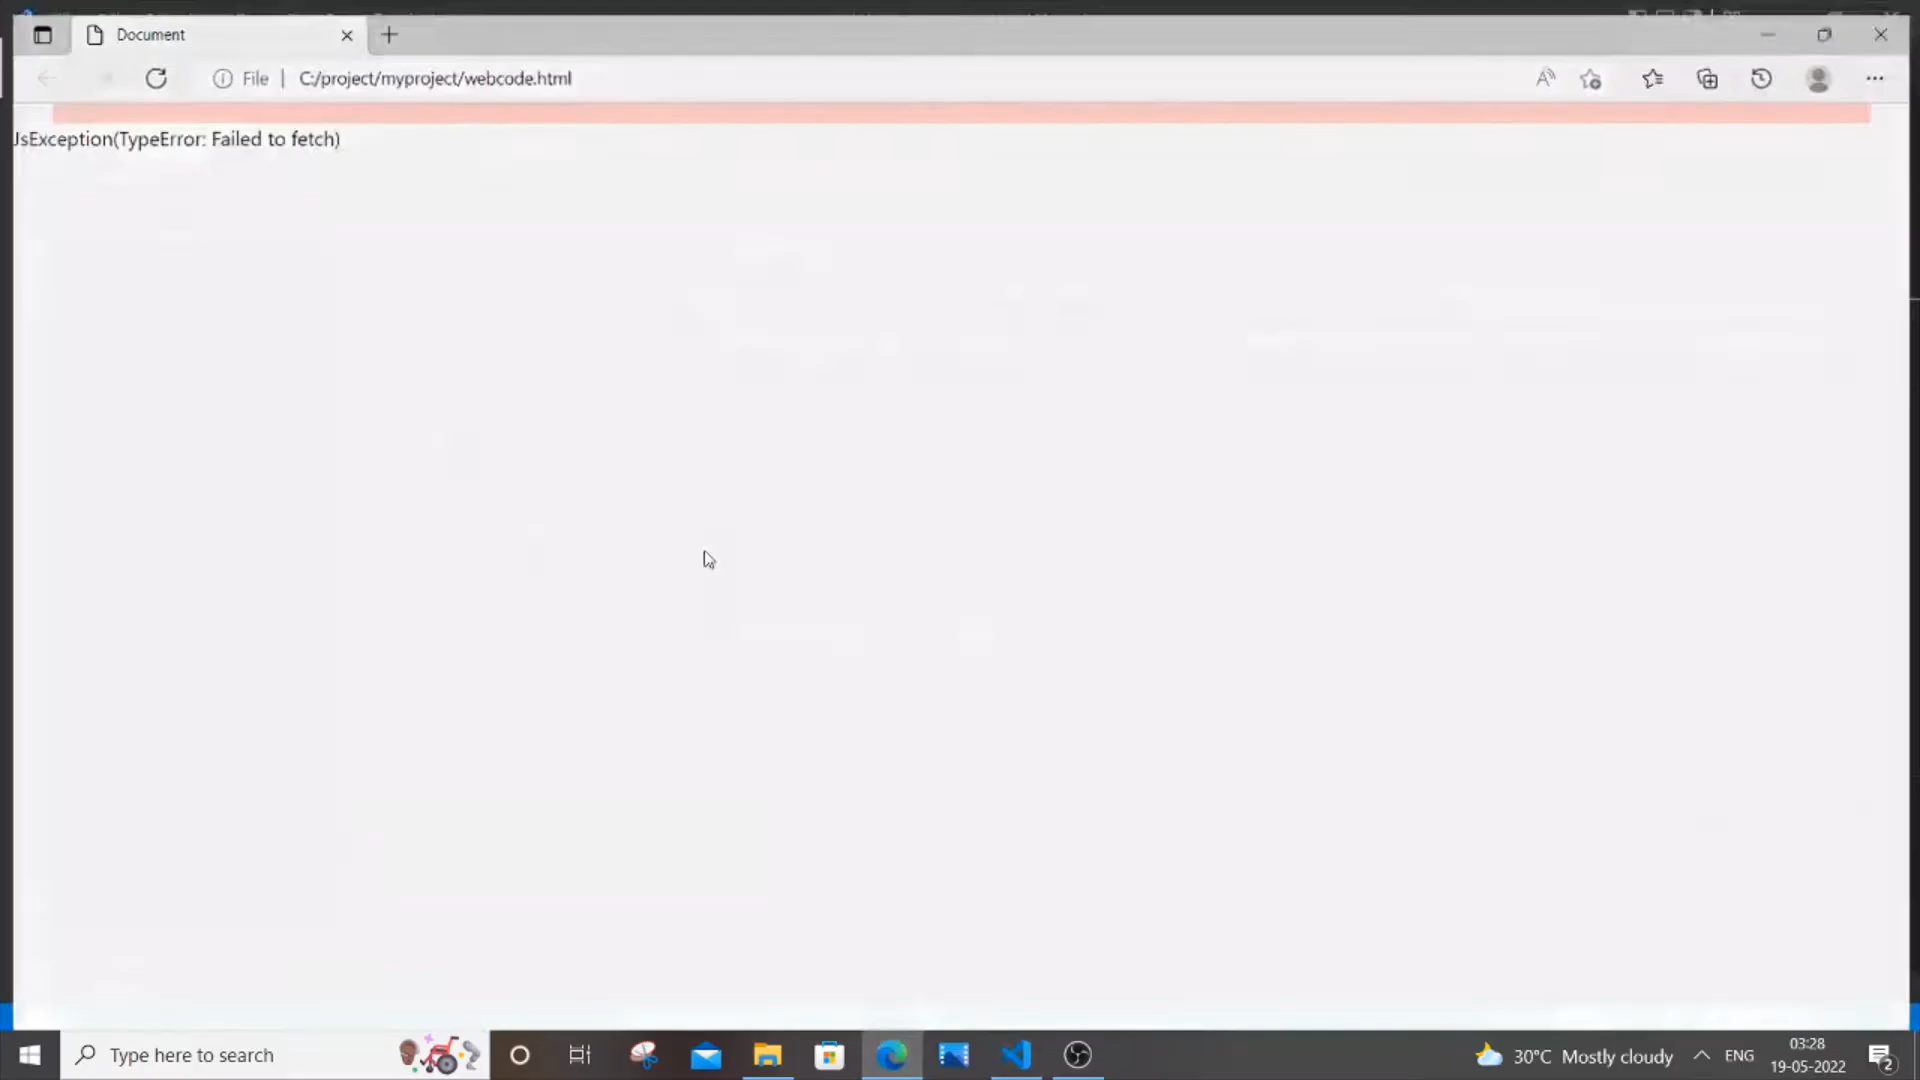 Document
File
C:/project/myproject/webcode.html
JsException(TypeError: Failed to fetch)
Type here to search
30°C Mostly cloudy
ENG
03:28
19-05-2022
2